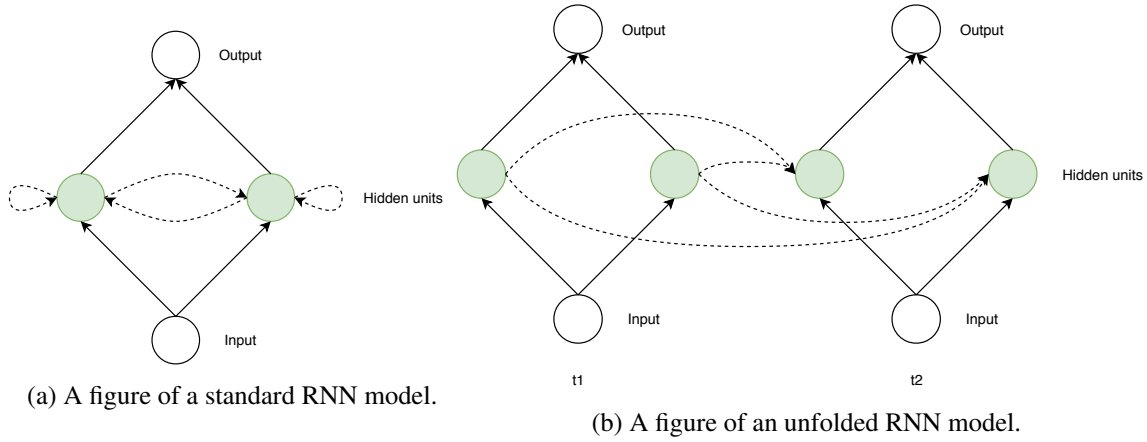 Output
Hidden units
Input
(a) A figure of a standard RNN model.
Output
Output
Hidden units
Input
Input
t1
t2
(b) A figure of an unfolded RNN model.